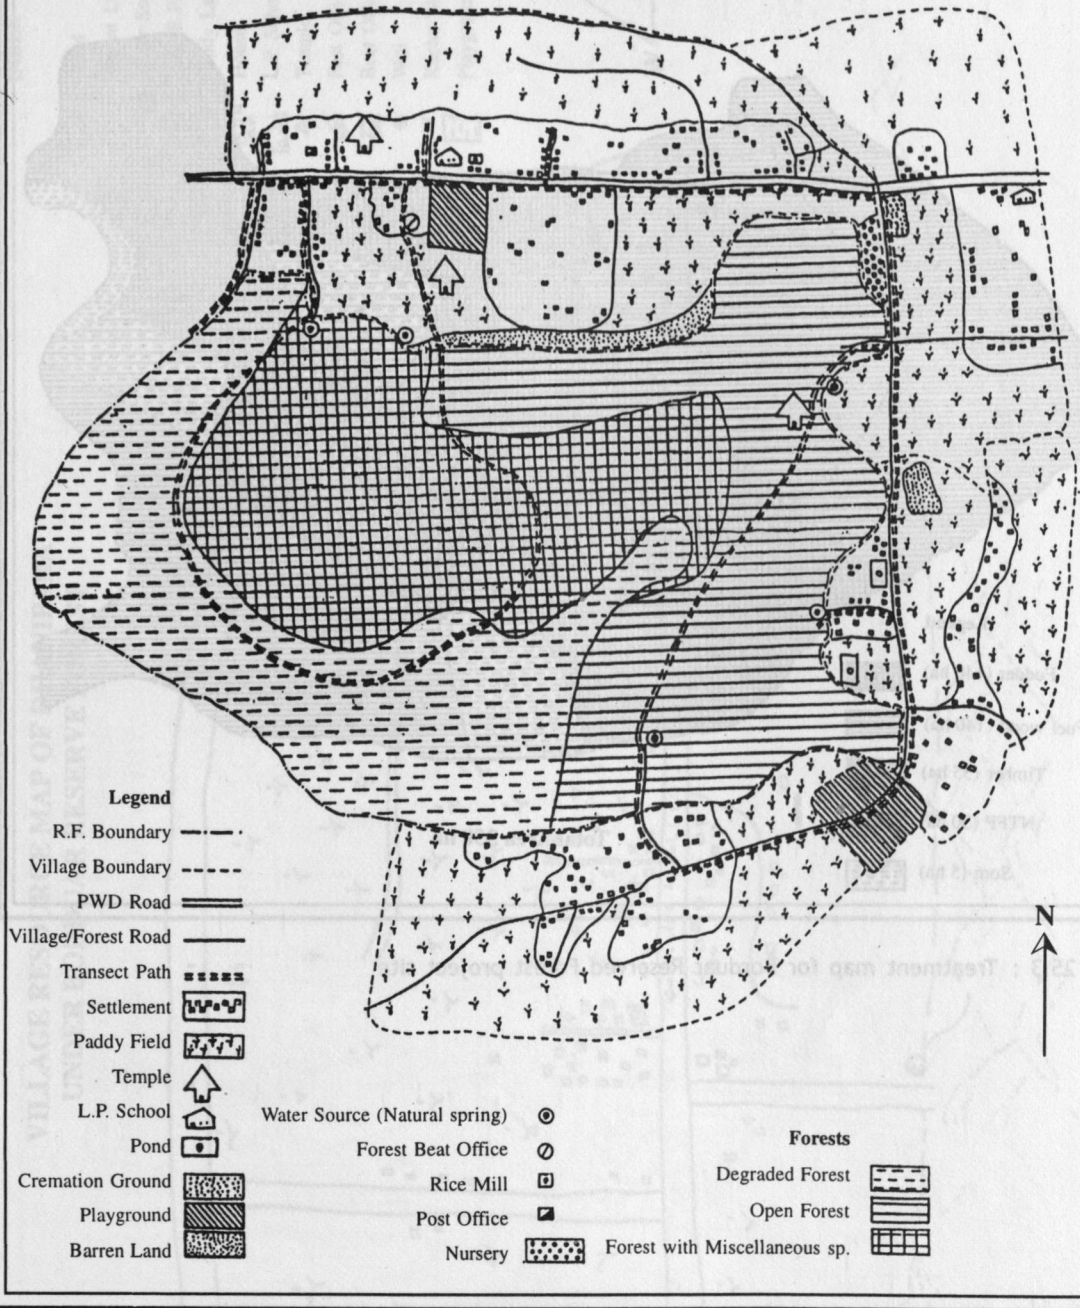 N
Legend
R.F. Boundary
Village Boundary
PWD Road
Village/Forest Road
Transect Path
Settlement
Paddy Field
Temple
L.P. School
Pond
Cremation Ground
Playground
Barren Land
Water Source (Natural spring)
Forest Beat Office
Rice Mill
Post Office
Nursery
Forests
Degraded Forest
Open Forest
Forest with Miscellaneous sp.